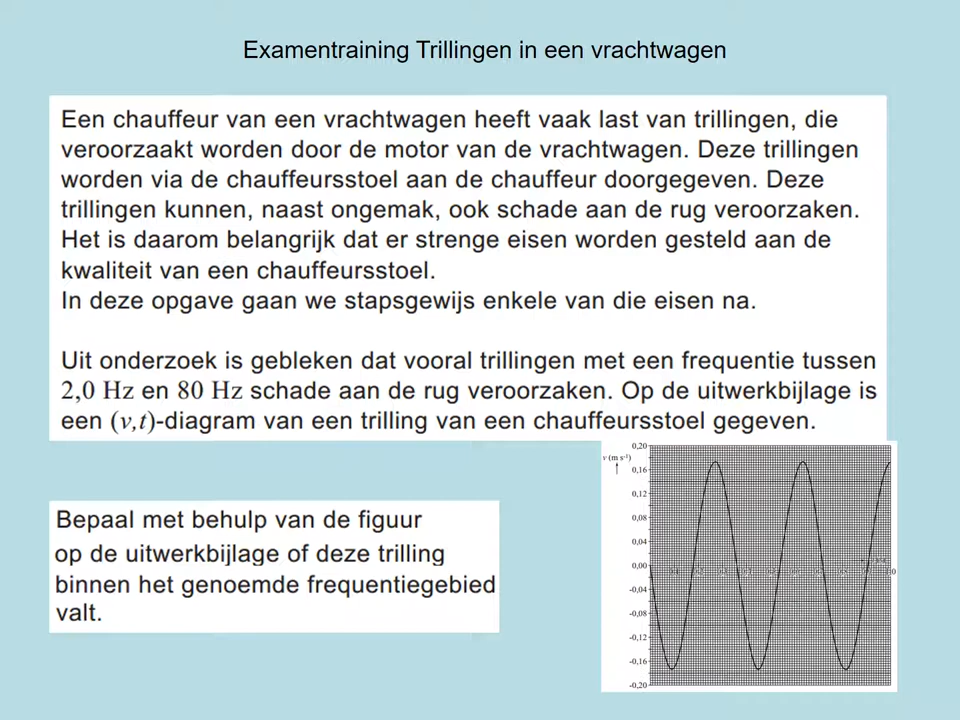 Examentraining Trillingen in een vrachtwagen
Een chauffeur van een vrachtwagen heeft vaak last van trillingen, die
veroorzaakt worden door de motor van de vrachtwagen. Deze trillingen
worden via de chauffeursstoel aan de chauffeur doorgegeven. Deze
trillingen kunnen, naast ongemak, ook schade aan de rug veroorzaken.
Het is daarom belangrijk dat er strenge eisen worden gesteld aan de
kwaliteit van een chauffeursstoel.
In deze opgave gaan we stapsgewijs enkele van die eisen na.
Uit onderzoek is gebleken dat vooral trillingen met een frequentie tussen
2,0 Hz en 80 Hz schade aan de rug veroorzaken. Op de uitwerkbijlage is
een (v,t)-diagram van een trilling van een chauffeursstoel gegeven.
Bepaal met behulp van de figuur
op de uitwerkbijlage of deze trilling
binnen het genoemde frequentiegebied
valt.
v (m s⁻¹)
0,20
0,16
0,12
0,08
0,04
0,00
-0,04
-0,08
-0,12
-0,16
-0,20